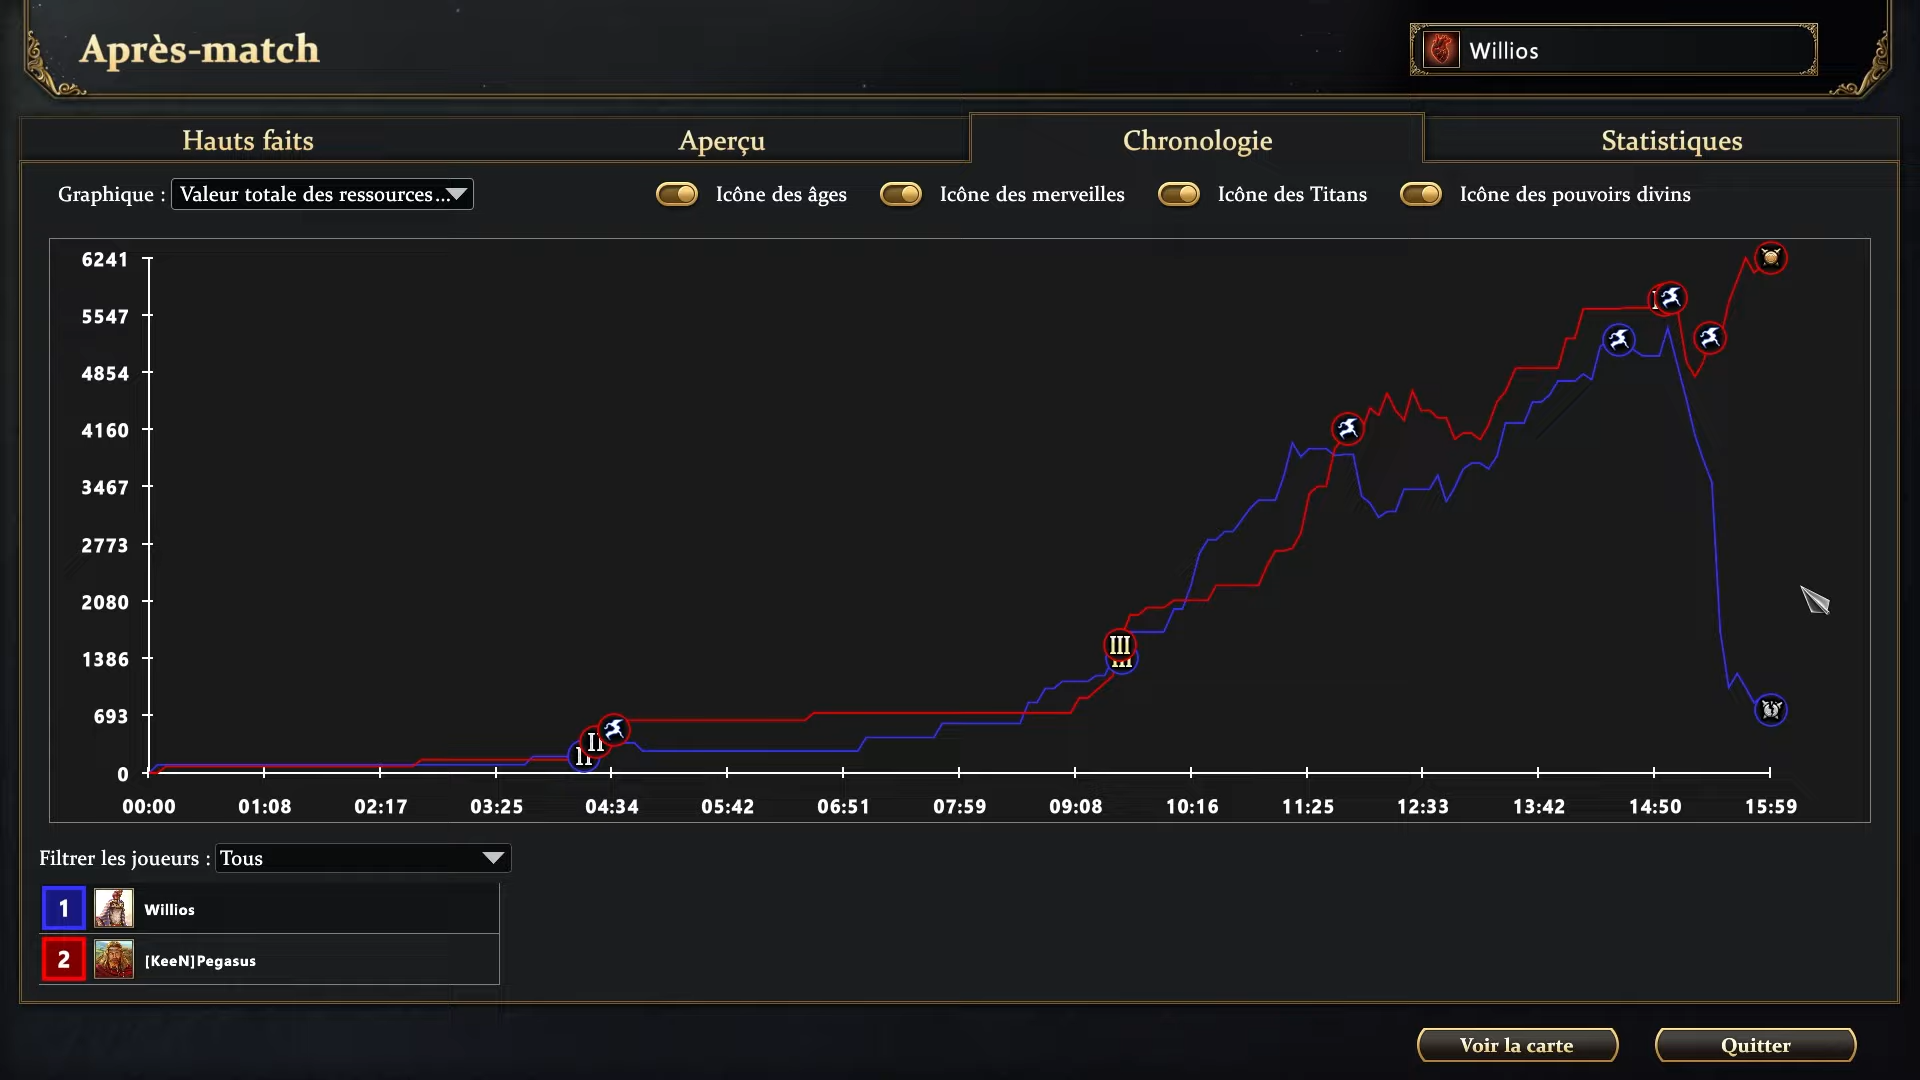 Après-match
Willios
Hauts faits
Aperçu
Chronologie
Statistiques
Graphique : Valeur totale des ressources...
Icône des âges
Icône des merveilles
Icône des Titans
Icône des pouvoirs divins
6241
5547
4854
4160
3467
2773
2080
1386
693
0
II
II
III
III
00:00 01:08 02:17 03:25 04:34 05:42 06:51 07:59 09:08 10:16 11:25 12:33 13:42 14:50 15:59
Filtrer les joueurs : Tous
1 Willios
2 [KeeN]Pegasus
Voir la carte
Quitter